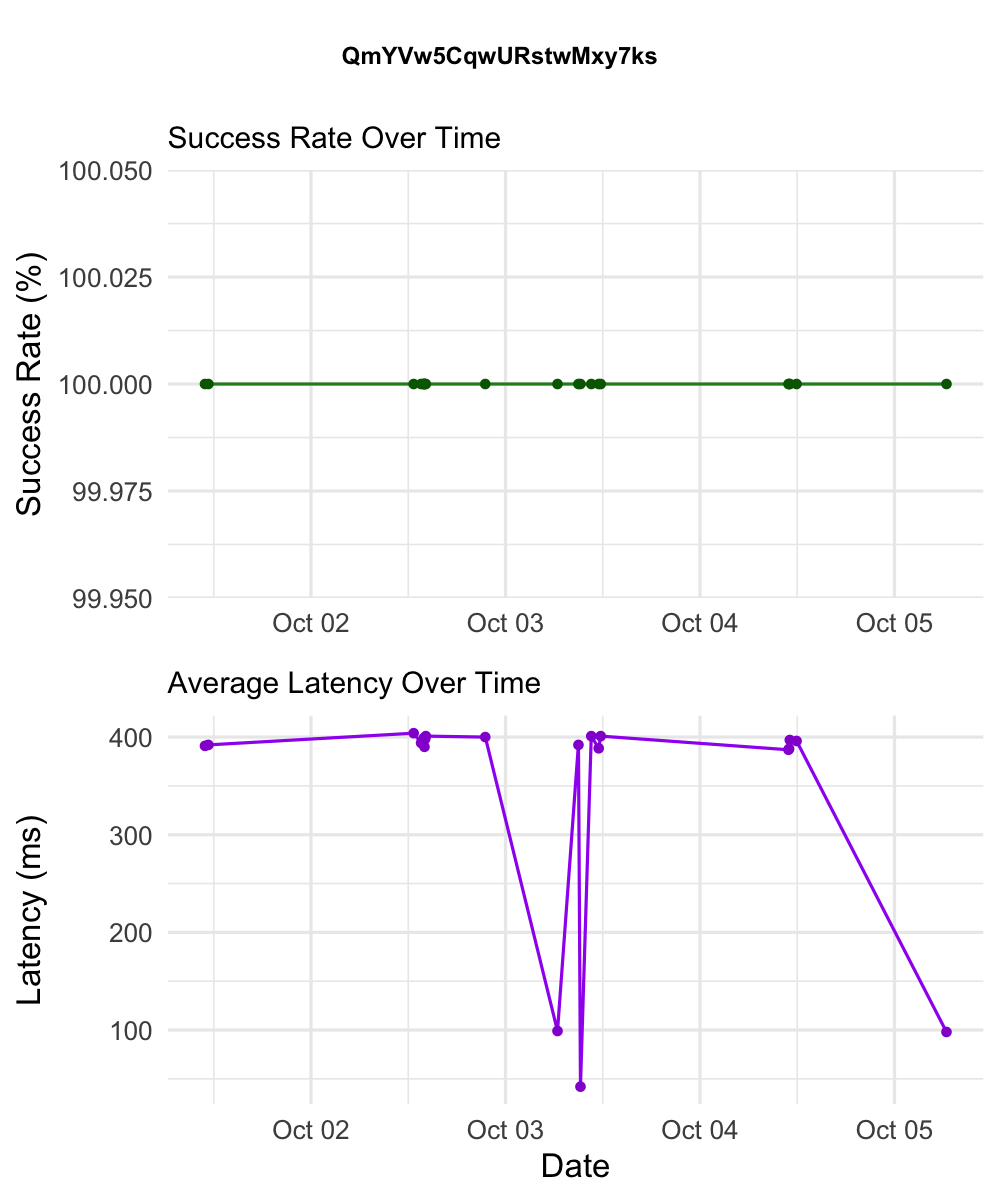 QmYVw5CqwURstwMxy7ks
Success Rate Over Time
100.050
100.025
100.000
99.975
99.950
Success Rate (%)
Oct 02 Oct 03 Oct 04 Oct 05
Average Latency Over Time
400
300
200
100
Latency (ms)
Oct 02 Oct 03 Oct 04 Oct 05
Date